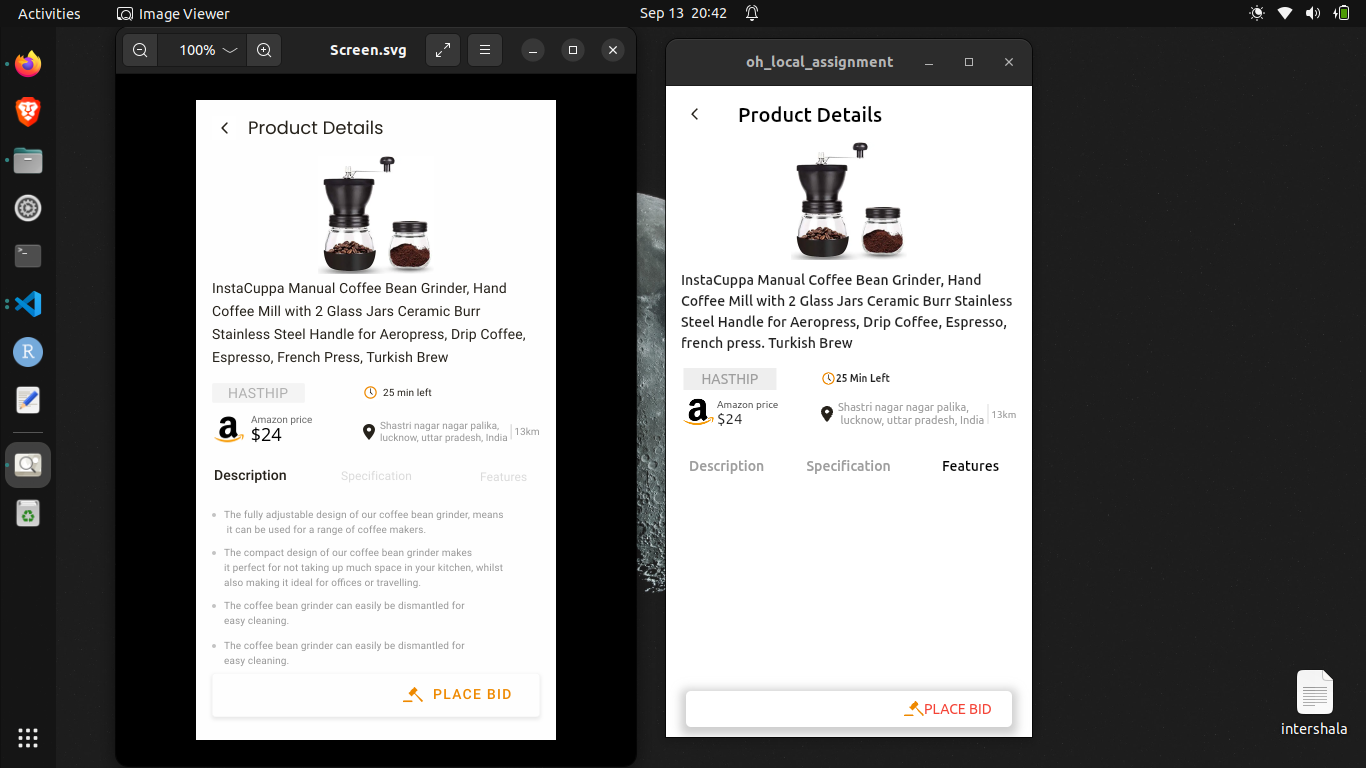 Activities
Image Viewer
Sep 13 20:42
100%
Screen.svg
Product Details
InstaCuppa Manual Coffee Bean Grinder, Hand
Coffee Mill with 2 Glass Jars Ceramic Burr
Stainless Steel Handle for Aeropress, Drip Coffee,
Espresso, French Press, Turkish Brew
HASTHIP
25 min left
a
Amazon price
$24
Shastri nagar nagar palika,
lucknow, uttar pradesh, India
13km
Description
Specification
Features
The fully adjustable design of our coffee bean grinder, means
it can be used for a range of coffee makers.
The compact design of our coffee bean grinder makes
it perfect for not taking up much space in your kitchen, whilst
also making it ideal for offices or travelling.
The coffee bean grinder can easily be dismantled for
easy cleaning.
The coffee bean grinder can easily be dismantled for
easy cleaning.
PLACE BID
oh_local_assignment
Product Details
InstaCuppa Manual Coffee Bean Grinder, Hand
Coffee Mill with 2 Glass Jars Ceramic Burr Stainless
Steel Handle for Aeropress, Drip Coffee, Espresso,
french press. Turkish Brew
HASTHIP
25 Min Left
a
Amazon price
$24
Shastri nagar nagar palika,
lucknow, uttar pradesh, India
13km
Description
Specification
Features
PLACE BID
R
intershala